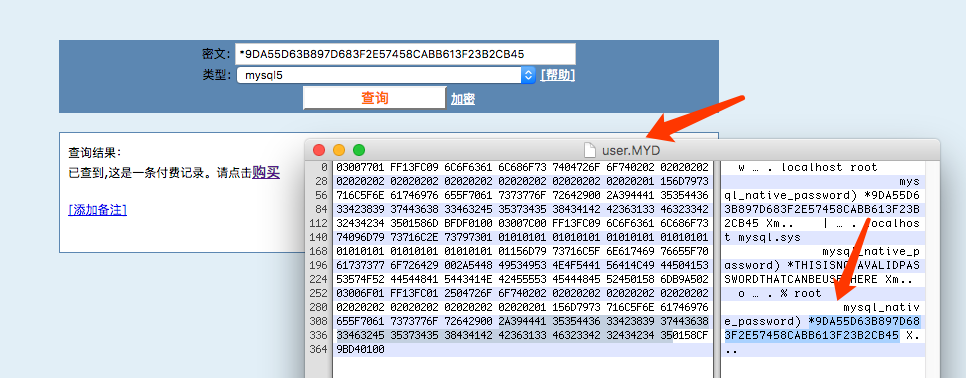 密文: *9DA55D63B897D683F2E57458CABB613F23B2CB45
类型: mysql5 [帮助]
查询 加密
查询结果:
已查到,这是一条付费记录。请点击购买
[添加备注]
user.MYD
0 03007701 FF13FC09 6C6F6361 6C686F73 7404726F 6F740202 02020202 w … . localhost root
28 02020202 02020202 02020202 02020202 02020202 02020201 156D7973 mys
56 716C5F6E 61746976 655F7061 7373776F 72642900 2A394441 35354436 ql_native_password) *9DA55D6
84 33423839 37443638 33463245 35373435 38434142 42363133 46323342 3B897D683F2E57458CABB613F23B
112 32434234 3501586D BFDF0100 03007C00 FF13FC09 6C6F6361 6C686F73 2CB45 Xm.. | … . localhos
140 74096D79 73716C2E 73797301 01010101 01010101 01010101 01010101 t mysql.sys
168 01010101 01010101 01010101 01156D79 73716C5F 6E617469 76655F70 mysql_native_p
196 61737377 6F726429 002A5448 49534953 4E4F5441 56414C49 44504153 assword) *THISISNOTAVALIDPAS
224 53574F52 44544841 5443414E 42455553 45444845 52450158 6DB9A502 SWORDTHATCANBEUSEDHERE Xm..
252 03006F01 FF13FC01 2504726F 6F740202 02020202 02020202 02020202 o … . % root
280 02020202 02020202 02020202 02020201 156D7973 716C5F6E 61746976 mysql_nativ
308 655F7061 7373776F 72642900 2A394441 35354436 33423839 37443638 e_password) *9DA55D63B897D68
336 33463245 35373435 38434142 42363133 46323342 32434234 350158CF 3F2E57458CABB613F23B2CB45 X.
364 9BD40100 ..